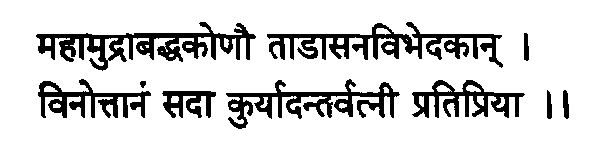 महामुद्राबद्धकोणौ ताडासनविभेदकान् ।
विनोत्तानं सदा कुर्यादन्तर्वत्नी प्रतिप्रिया ।।